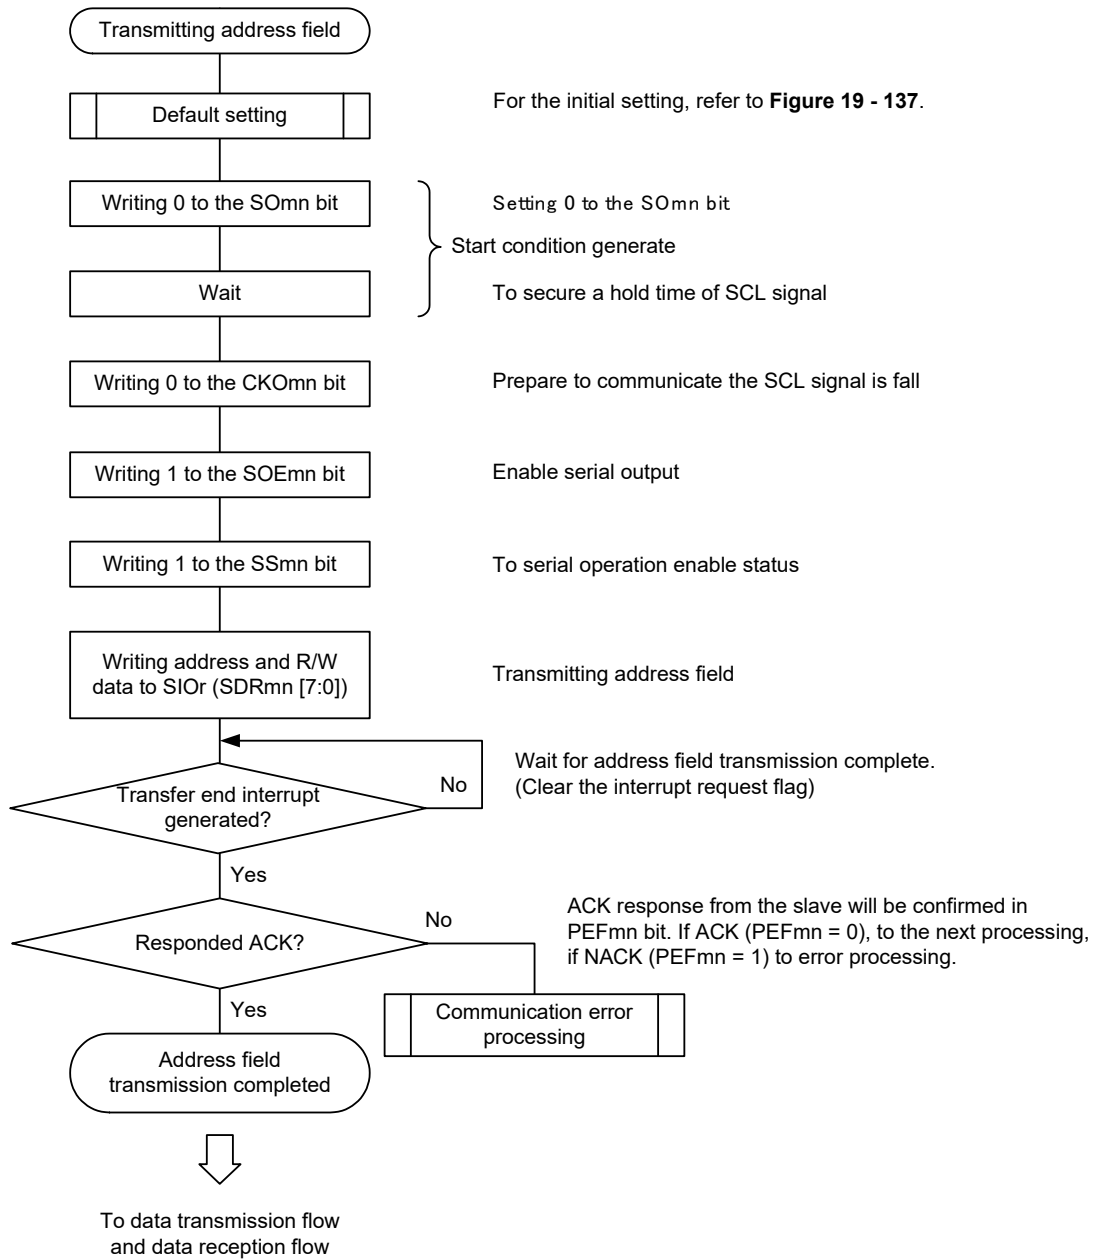 Transmitting address field
Default setting
For the initial setting, refer to Figure 19 - 137.
Writing 0 to the SOmn bit
Setting 0 to the SOmn bit
Start condition generate
Wait
To secure a hold time of SCL signal
Writing 0 to the CKOmn bit
Prepare to communicate the SCL signal is fall
Writing 1 to the SOEmn bit
Enable serial output
Writing 1 to the SSmn bit
To serial operation enable status
Writing address and R/W
data to SIOr (SDRmn [7:0])
Transmitting address field
Transfer end interrupt
generated?
No
Wait for address field transmission complete.
(Clear the interrupt request flag)
Yes
Responded ACK?
No
ACK response from the slave will be confirmed in
PEFmn bit. If ACK (PEFmn = 0), to the next processing,
if NACK (PEFmn = 1) to error processing.
Yes
Communication error
processing
Address field
transmission completed
To data transmission flow
and data reception flow